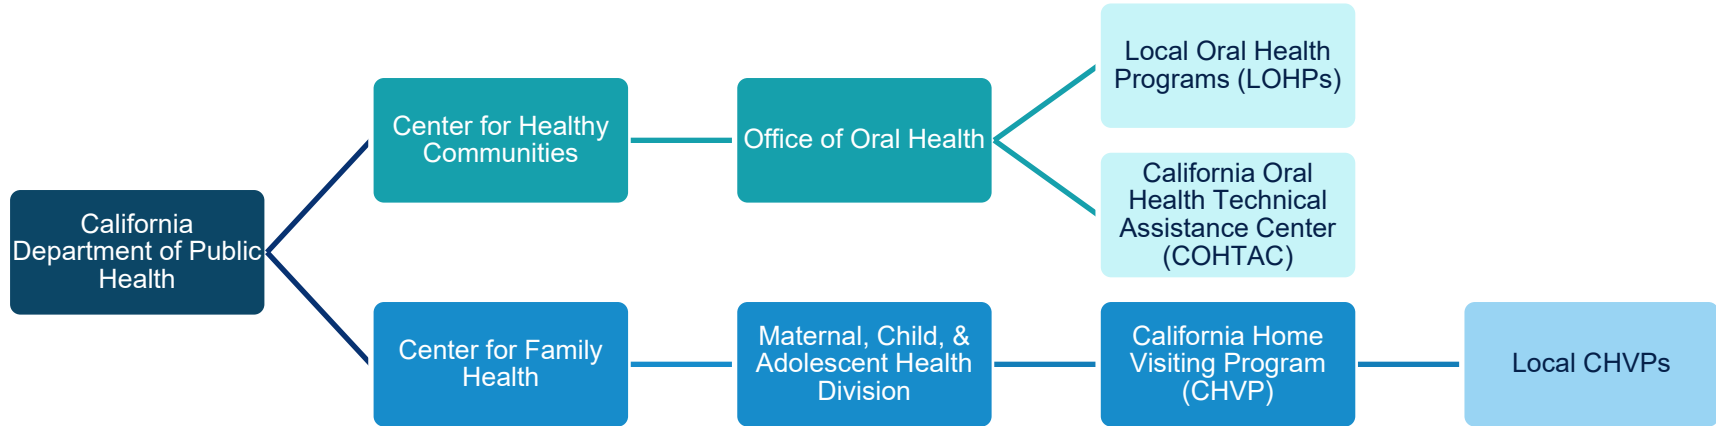 California
Department of Public
Health
Center for Healthy
Communities
Office of Oral Health
Local Oral Health
Programs (LOHPs)
California Oral
Health Technical
Assistance Center
(COHTAC)
Center for Family
Health
Maternal, Child, &
Adolescent Health
Division
California Home
Visiting Program
(CHVP)
Local CHVPs